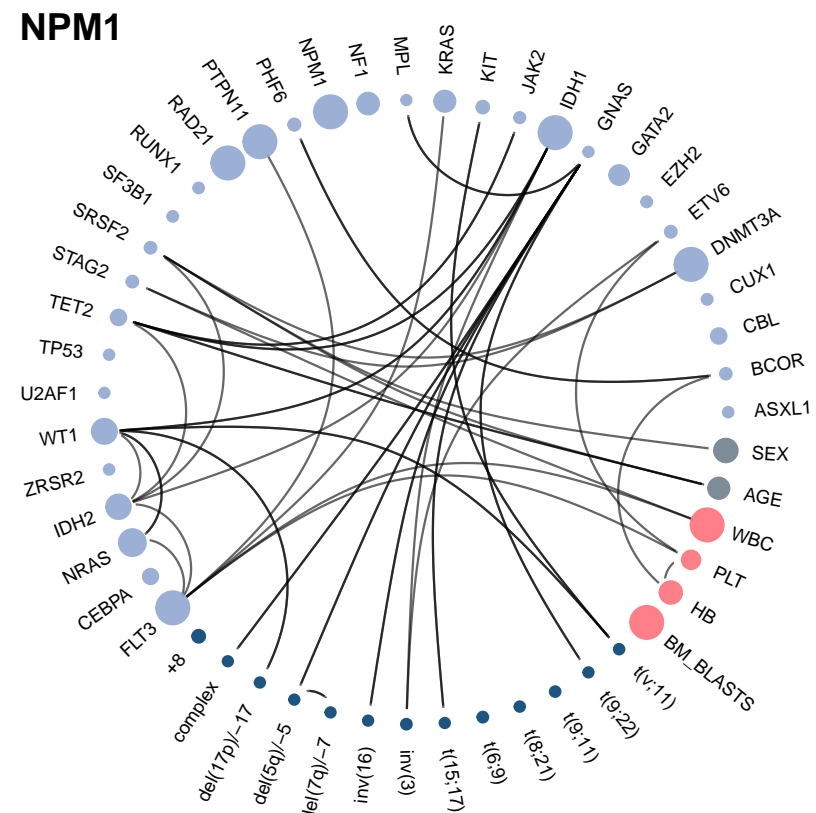 NPM1
NPM1
NF1
MPL
KRAS
KIT
JAK2
IDH1
GNAS
GATA2
EZH2
ETV6
DNMT3A
CUX1
CBL
BCOR
ASXL1
SEX
AGE
WBC
PLT
HB
BM_BLASTS
t(v;11)
t(9;22)
t(9;11)
t(8;21)
t(6;9)
t(15;17)
inv(3)
inv(16)
del(7q)/−7
del(5q)/−5
del(17p)/−17
complex
+8
FLT3
CEBPA
NRAS
IDH2
ZRSR2
WT1
U2AF1
TP53
TET2
STAG2
SRSF2
SF3B1
RUNX1
RAD21
PTPN11
PHF6